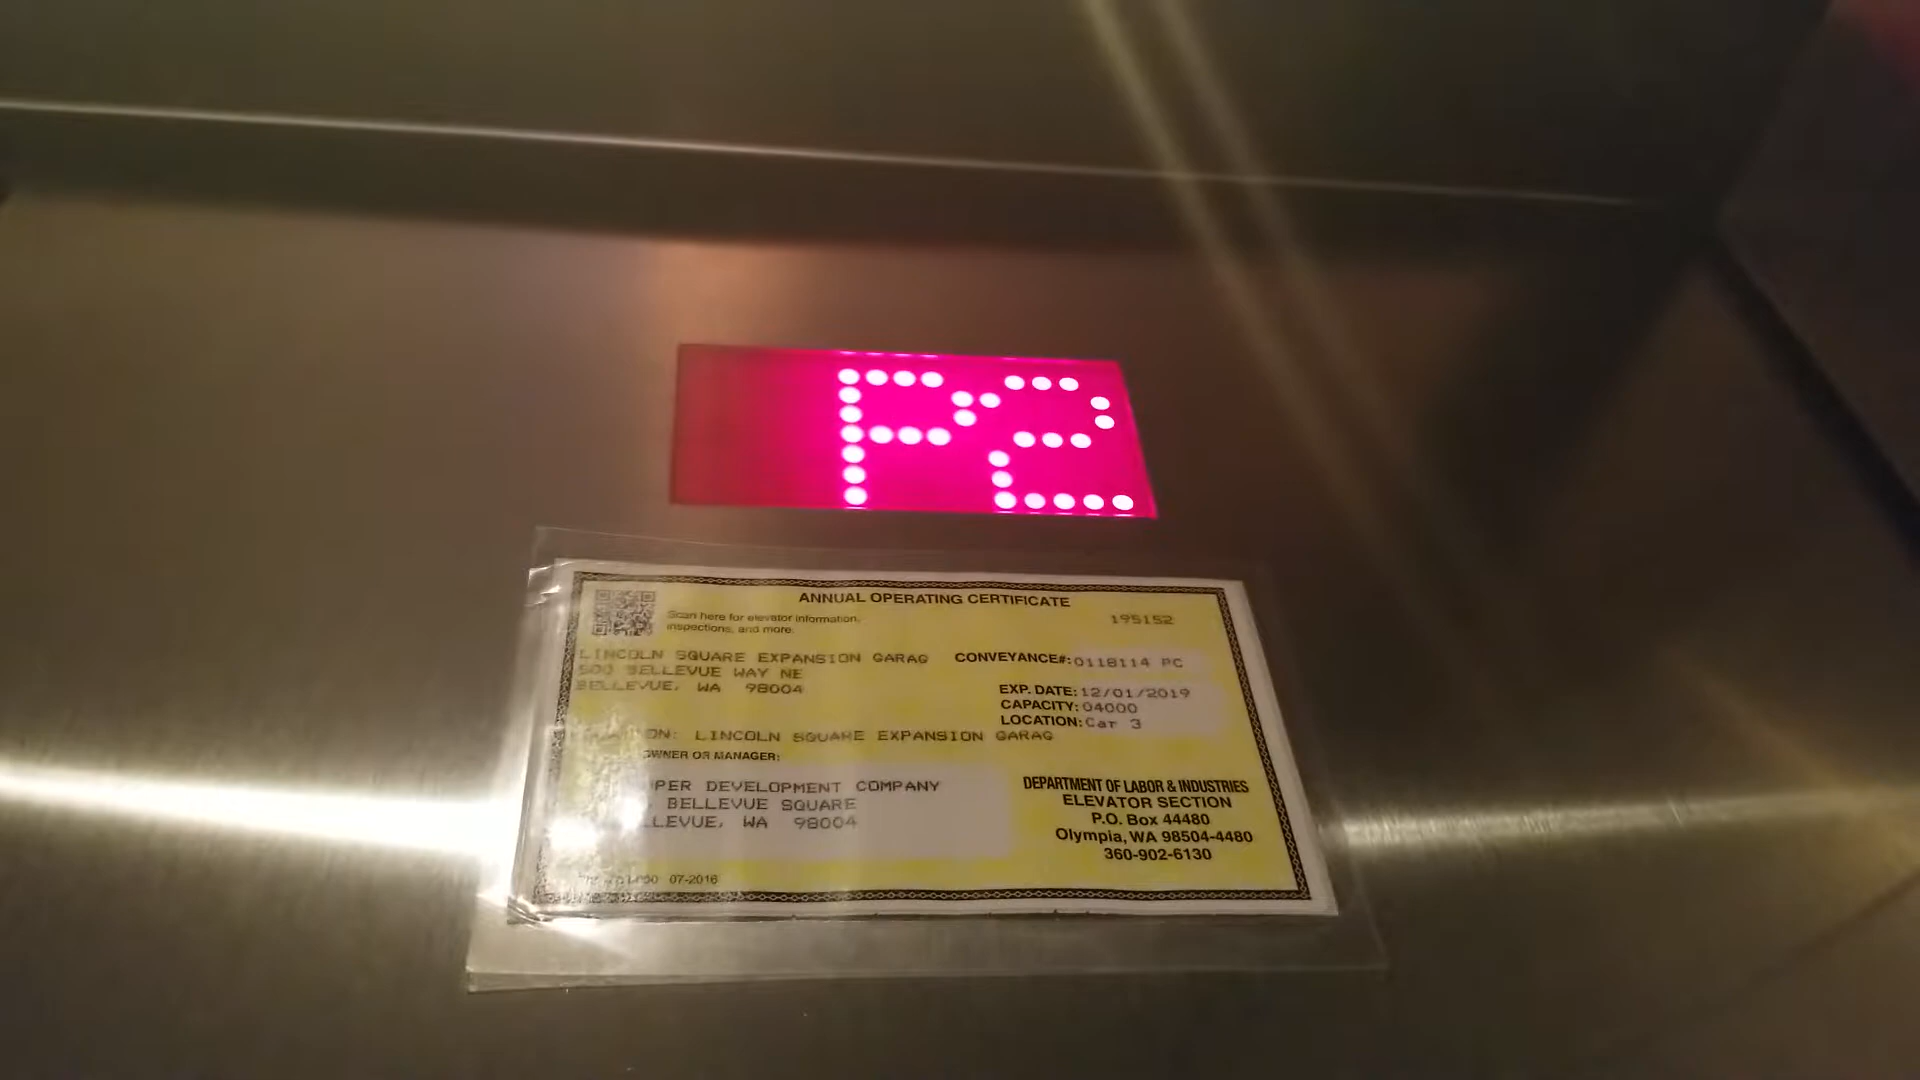 P2
ANNUAL OPERATING CERTIFICATE
Scan here for elevator information,
inspections, and more.
195152
LINCOLN SQUARE EXPANSION GARAG
500 BELLEVUE WAY NE
BELLEVUE, WA 98004
CONVEYANCE#: 0118114 PC
EXP. DATE: 12/01/2019
CAPACITY: 04000
LOCATION: Car 3
LINCOLN SQUARE EXPANSION GARAG
OWNER OR MANAGER:
DEVELOPMENT COMPANY
BELLEVUE SQUARE
WA 98004
DEPARTMENT OF LABOR & INDUSTRIES
ELEVATOR SECTION
P.O. Box 44480
Olympia, WA 98504-4480
360-902-6130
07-2016